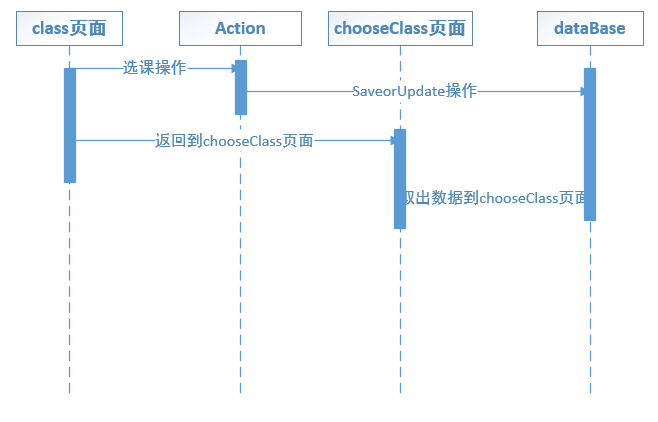 class页面
Action
chooseClass页面
dataBase
选课操作
SaveorUpdate操作
返回到chooseClass页面
取出数据到chooseClass页面